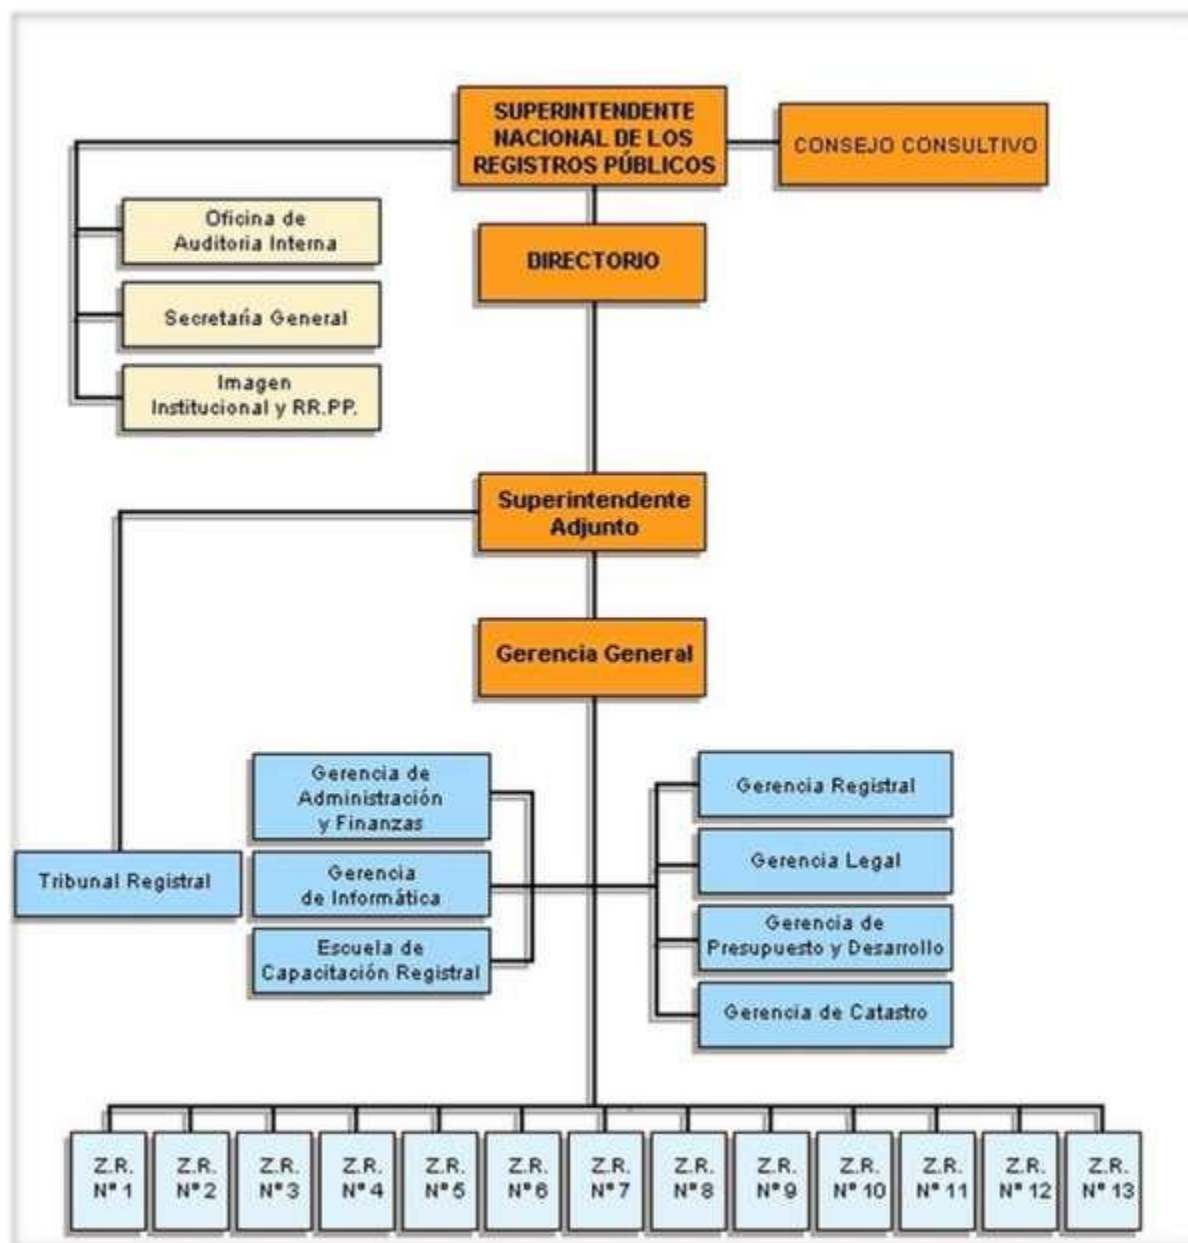 SUPERINTENDENTE
NACIONAL DE LOS
REGISTROS PÚBLICOS
CONSEJO CONSULTIVO
Oficina de
Auditoria Interna
DIRECTORIO
Secretaría General
Imagen
Institucional y RR.PP.
Superintendente
Adjunto
Gerencia General
Gerencia de
Administración
y Finanzas
Gerencia Registral
Tribunal Registral
Gerencia
de Informática
Gerencia Legal
Escuela de
Capacitación Registral
Gerencia de
Presupuesto y Desarrollo
Gerencia de Catastro
Z.R.
N° 1
Z.R.
N° 2
Z.R.
N° 3
Z.R.
N° 4
Z.R.
N° 5
Z.R.
N° 6
Z.R.
N° 7
Z.R.
N° 8
Z.R.
N° 9
Z.R.
N° 10
Z.R.
N° 11
Z.R.
N° 12
Z.R.
N° 13